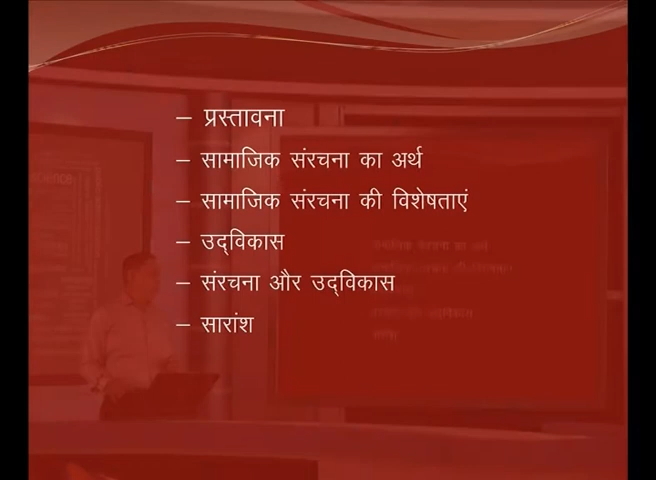 – प्रस्तावना
– सामाजिक संरचना का अर्थ
– सामाजिक संरचना की विशेषताएं
– उद्‌विकास
– संरचना और उद्‌विकास
– सारांश